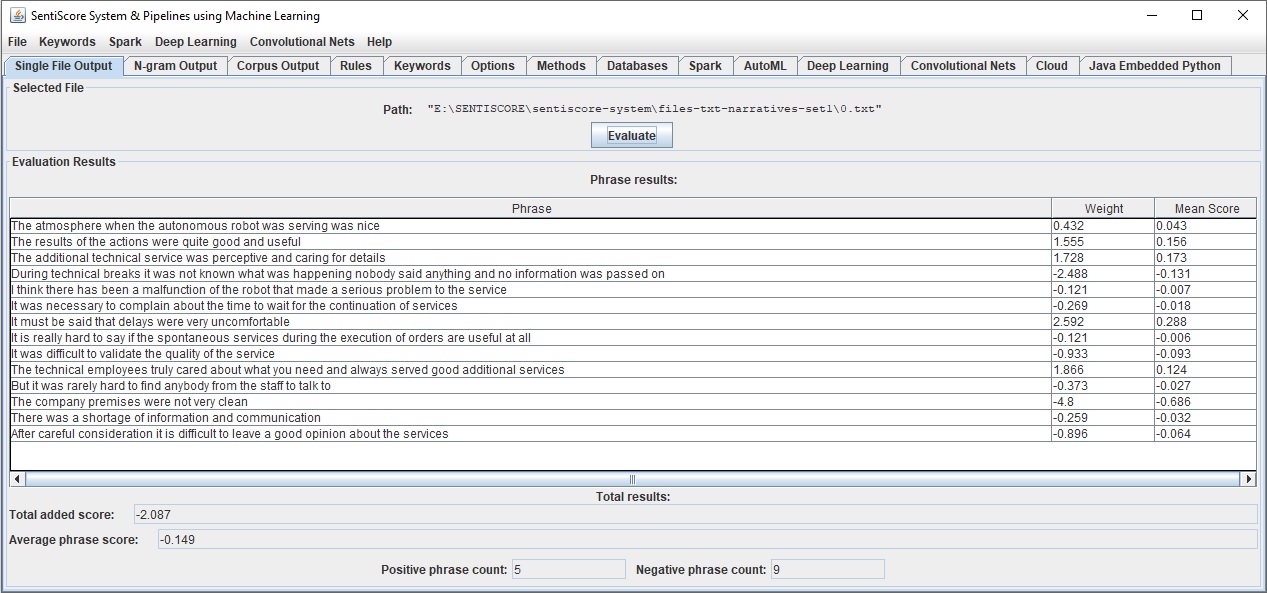 SentiScore System & Pipelines using Machine Learning
File Keywords Spark Deep Learning Convolutional Nets Help
Single File Output N-gram Output Corpus Output Rules Keywords Options Methods Databases Spark AutoML Deep Learning Convolutional Nets Cloud Java Embedded Python
Selected File
Path: "E:\SENTISCORE\sentiscore-system\files-txt-narratives-set1\0.txt"
Evaluate
Evaluation Results
Phrase results:
Phrase Weight Mean Score
The atmosphere when the autonomous robot was serving was nice 0.432 0.043
The results of the actions were quite good and useful 1.555 0.156
The additional technical service was perceptive and caring for details 1.728 0.173
During technical breaks it was not known what was happening nobody said anything and no information was passed on -2.488 -0.131
I think there has been a malfunction of the robot that made a serious problem to the service -0.121 -0.007
It was necessary to complain about the time to wait for the continuation of services -0.269 -0.018
It must be said that delays were very uncomfortable 2.592 0.288
It is really hard to say if the spontaneous services during the execution of orders are useful at all -0.121 -0.006
It was difficult to validate the quality of the service -0.933 -0.093
The technical employees truly cared about what you need and always served good additional services 1.866 0.124
But it was rarely hard to find anybody from the staff to talk to -0.373 -0.027
The company premises were not very clean -4.8 -0.686
There was a shortage of information and communication -0.259 -0.032
After careful consideration it is difficult to leave a good opinion about the services -0.896 -0.064
Total results:
Total added score: -2.087
Average phrase score: -0.149
Positive phrase count: 5 Negative phrase count: 9